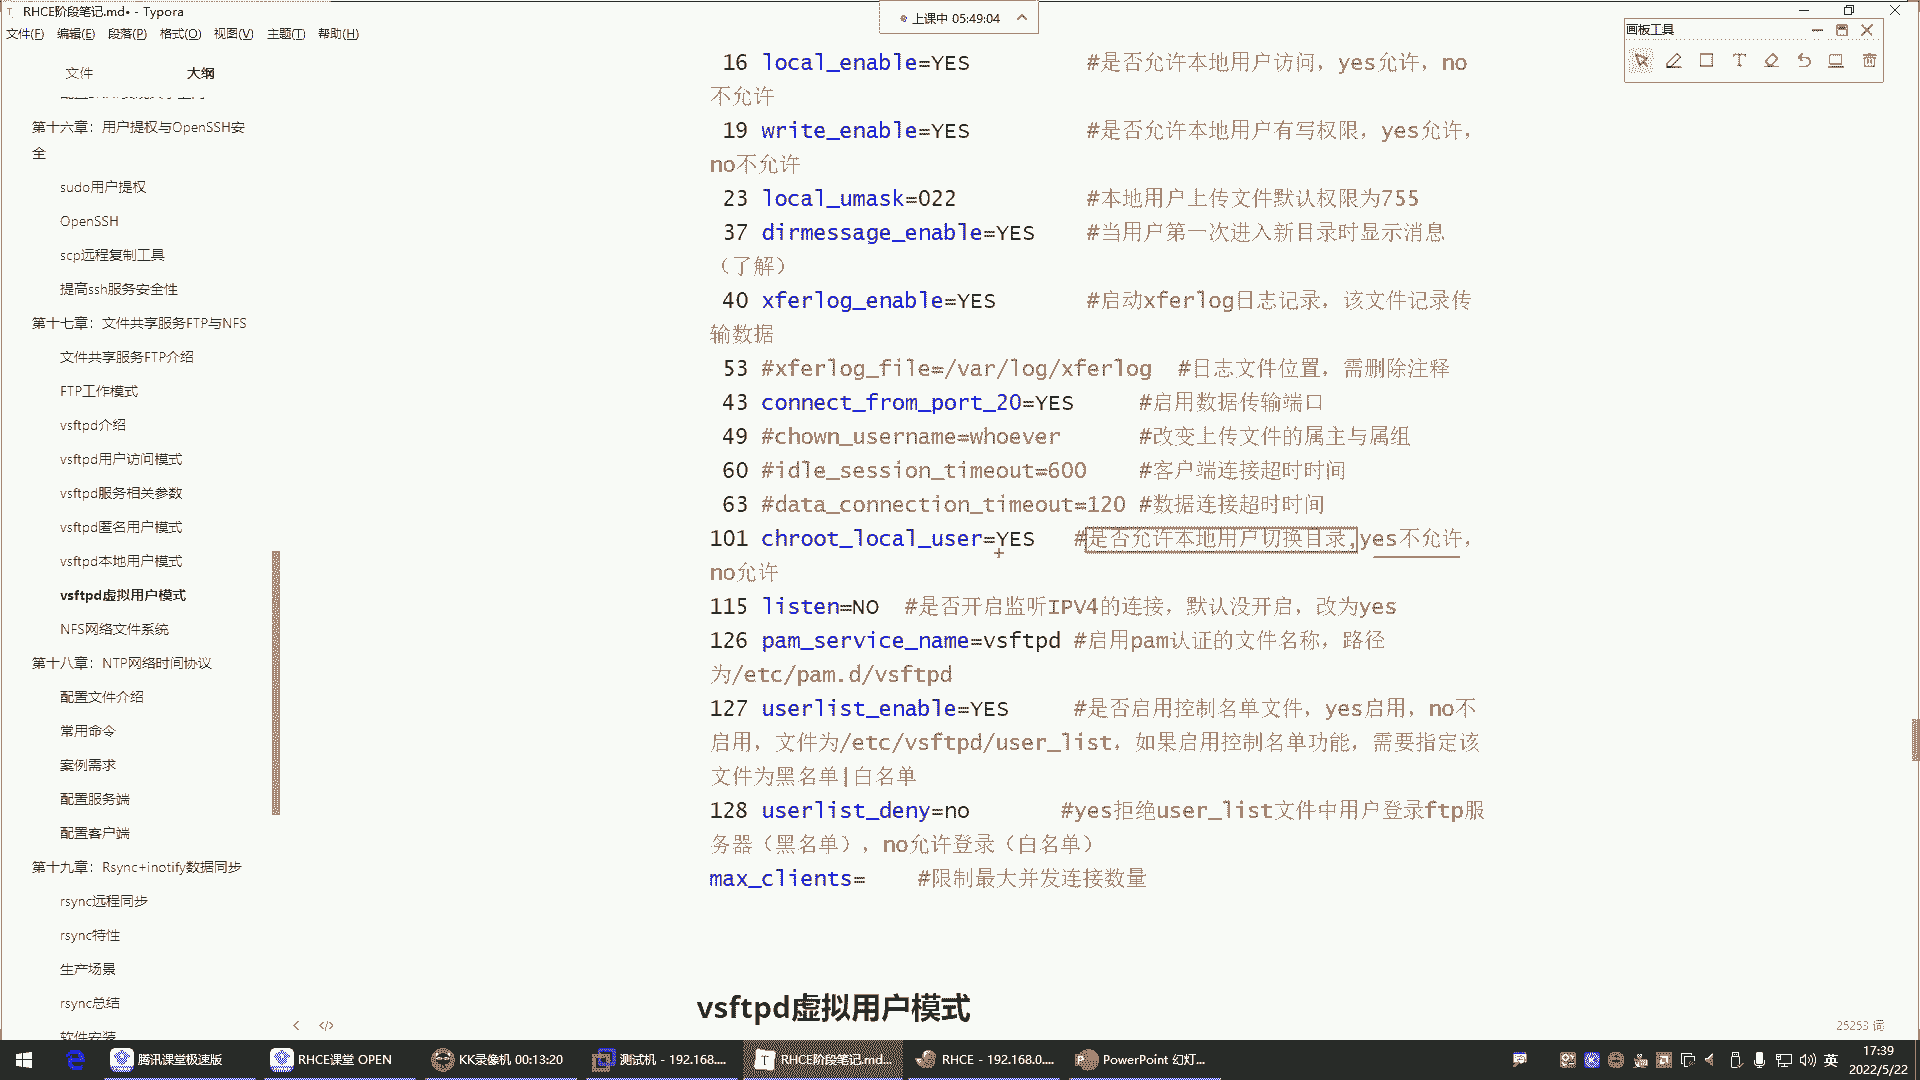 RHCE阶段笔记.md• - Typora
上课中 05:49:04
文件(F) 编辑(E) 段落(P) 格式(O) 视图(V) 主题(T) 帮助(H)
画板工具
文件 大纲
第十六章：用户提权与OpenSSH安
全
sudo用户提权
OpenSSH
scp远程复制工具
提高ssh服务安全性
第十七章：文件共享服务FTP与NFS
文件共享服务FTP介绍
FTP工作模式
vsftpd介绍
vsftpd用户访问模式
vsftpd服务相关参数
vsftpd匿名用户模式
vsftpd本地用户模式
vsftpd虚拟用户模式
NFS网络文件系统
第十八章：NTP网络时间协议
配置文件介绍
常用命令
案例需求
配置服务端
配置客户端
第十九章：Rsync+inotify数据同步
rsync远程同步
rsync特性
生产场景
rsync总结
软件安装
16 local_enable=YES #是否允许本地用户访问，yes允许，no
不允许
19 write_enable=YES #是否允许本地用户有写权限，yes允许，
no不允许
23 local_umask=022 #本地用户上传文件默认权限为755
37 dirmessage_enable=YES #当用户第一次进入新目录时显示消息
（了解）
40 xferlog_enable=YES #启动xferlog日志记录，该文件记录传
输数据
53 #xferlog_file=/var/log/xferlog #日志文件位置，需删除注释
43 connect_from_port_20=YES #启用数据传输端口
49 #chown_username=whoever #改变上传文件的属主与属组
60 #idle_session_timeout=600 #客户端连接超时时间
63 #data_connection_timeout=120 #数据连接超时时间
101 chroot_local_user=YES #是否允许本地用户切换目录,yes不允许，
no允许
115 listen=NO #是否开启监听IPV4的连接，默认没开启，改为yes
126 pam_service_name=vsftpd #启用pam认证的文件名称，路径
为/etc/pam.d/vsftpd
127 userlist_enable=YES #是否启用控制名单文件，yes启用，no不
启用，文件为/etc/vsftpd/user_list，如果启用控制名单功能，需要指定该
文件为黑名单|白名单
128 userlist_deny=no #yes拒绝user_list文件中用户登录ftp服
务器（黑名单），no允许登录（白名单）
max_clients= #限制最大并发连接数量
vsftpd虚拟用户模式
25253 词
腾讯课堂极速版 RHCE课堂 OPEN KK录像机 00:13:20 测试机 - 192.168.... RHCE阶段笔记.md... RHCE - 192.168.0.... PowerPoint 幻灯... 英 17:39
2022/5/22